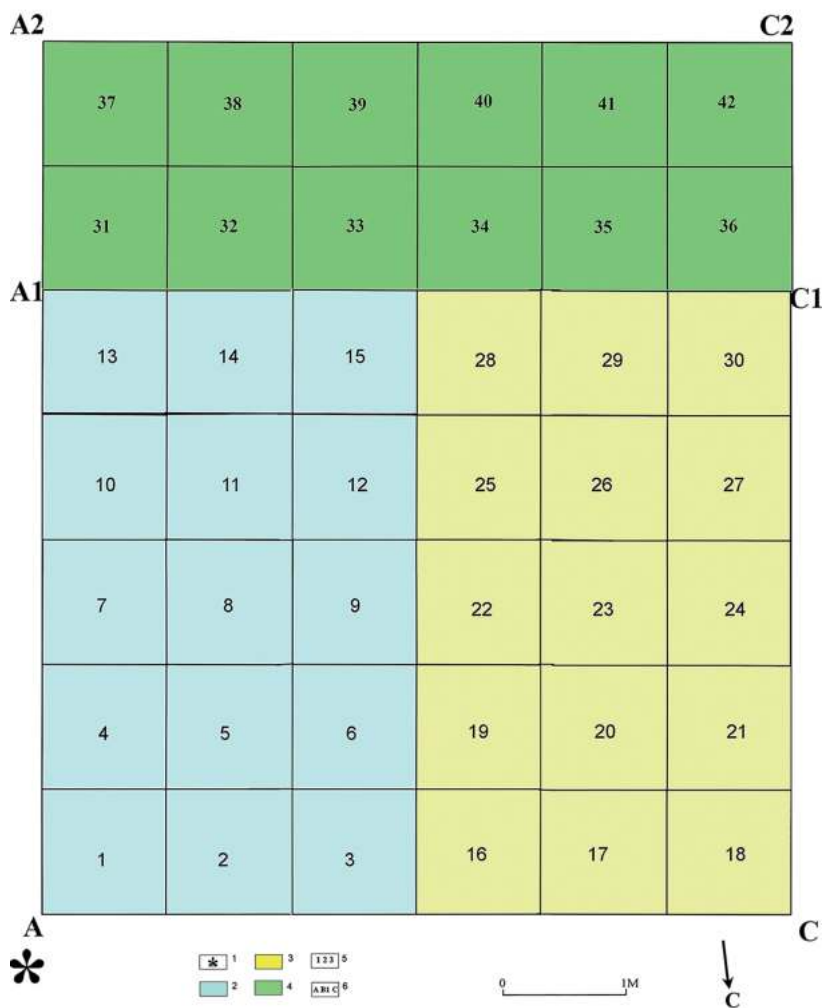 A2 C2
37 38 39 40 41 42
31 32 33 34 35 36
A1 C1
13 14 15 28 29 30
10 11 12 25 26 27
7 8 9 22 23 24
4 5 6 19 20 21
1 2 3 16 17 18
A C
* * 1 3 123 5
2 4 AB1C 6
0 1М
С